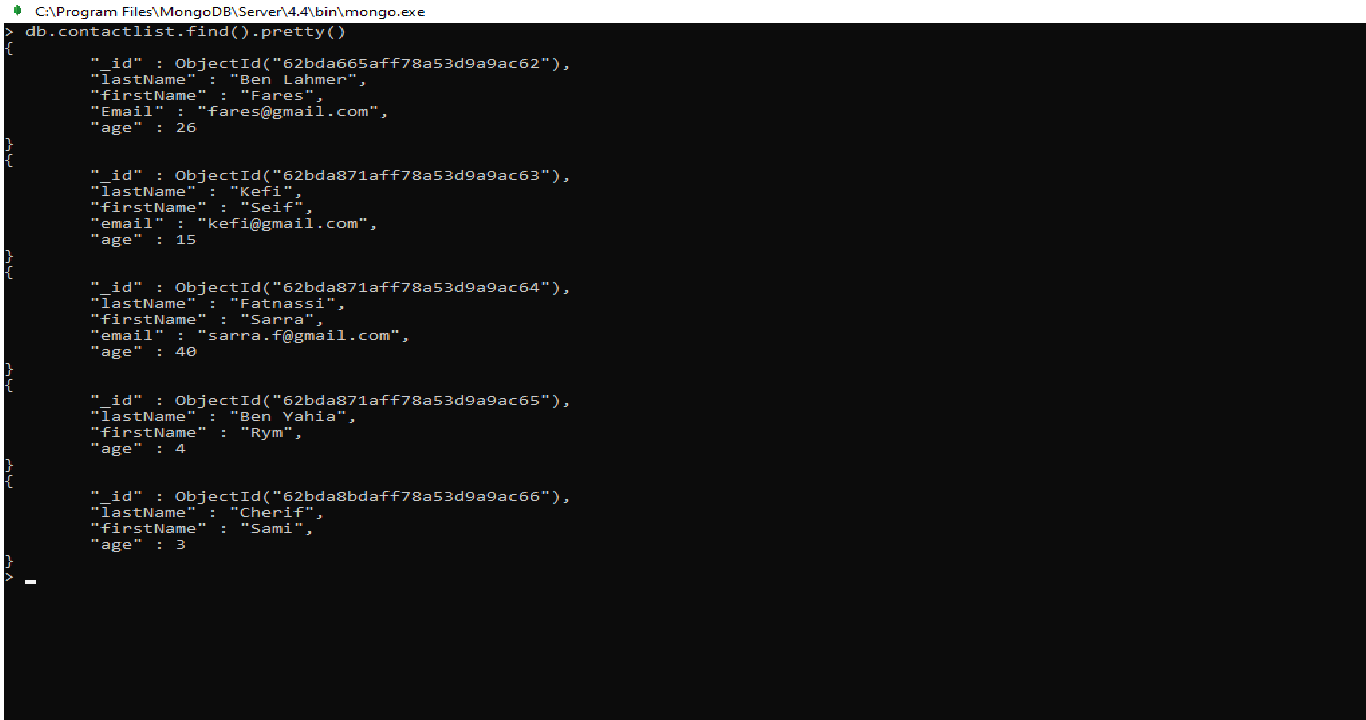 C:\Program Files\MongoDB\Server\4.4\bin\mongo.exe
> db.contactlist.find().pretty()
{
        "_id" : ObjectId("62bda665aff78a53d9a9ac62"),
        "lastName" : "Ben Lahmer",
        "firstName" : "Fares",
        "Email" : "fares@gmail.com",
        "age" : 26
}
{
        "_id" : ObjectId("62bda871aff78a53d9a9ac63"),
        "lastName" : "Kefi",
        "firstName" : "Seif",
        "email" : "kefi@gmail.com",
        "age" : 15
}
{
        "_id" : ObjectId("62bda871aff78a53d9a9ac64"),
        "lastName" : "Fatnassi",
        "firstName" : "Sarra",
        "email" : "sarra.f@gmail.com",
        "age" : 40
}
{
        "_id" : ObjectId("62bda871aff78a53d9a9ac65"),
        "lastName" : "Ben Yahia",
        "firstName" : "Rym",
        "age" : 4
}
{
        "_id" : ObjectId("62bda8bdaff78a53d9a9ac66"),
        "lastName" : "Cherif",
        "firstName" : "Sami",
        "age" : 3
}
>